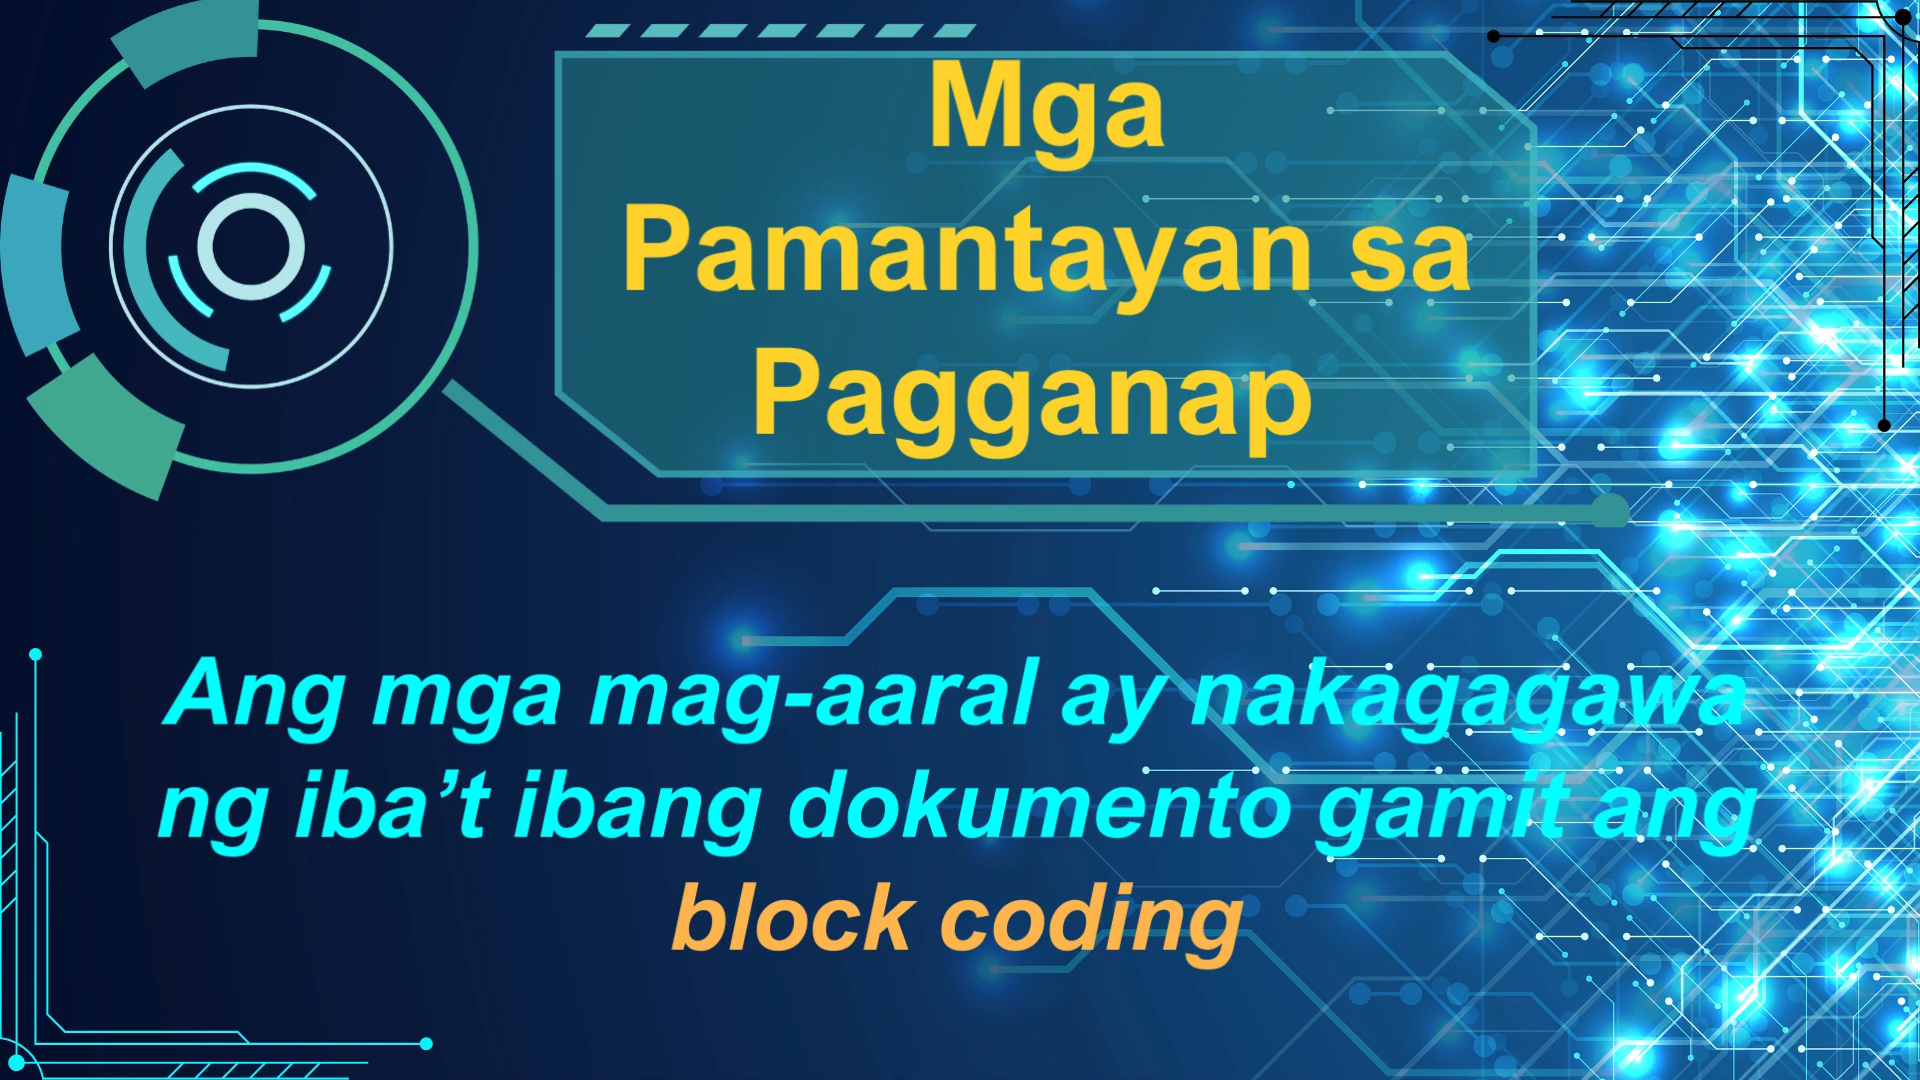 Mga
Pamantayan sa
Pagganap
Ang mga mag-aaral ay nakagagawa
ng iba’t ibang dokumento gamit ang
block coding